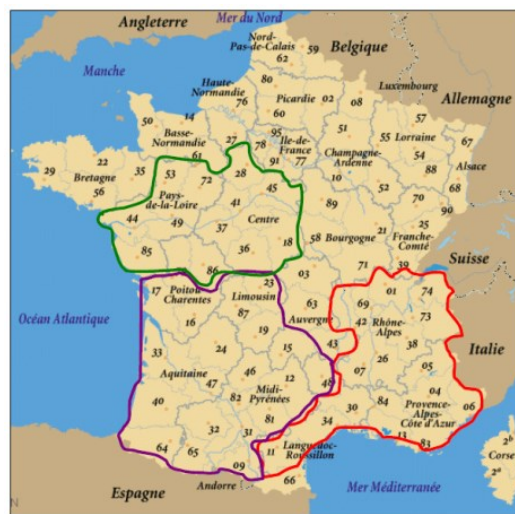 Angleterre
Mer du Nord
Nord-
Pas-de-Calais
59
62
Belgique
Manche
Haute-
Normandie
80
76
Picardie
02
08
Luxembourg
60
Allemagne
50
14
Basse-
Normandie
27
95
78
Ile-de-
France
91
77
51
Champagne-
Ardenne
55
57
Lorraine
54
67
Alsace
61
10
88
68
29
22
Bretagne
56
35
53
72
28
45
52
70
90
Pays-
de-la-Loire
44
49
41
37
Centre
89
21
25
Franche-
Comté
58
Bourgogne
85
36
18
86
71
39
Suisse
03
17
Poitou
Charentes
Limousin
23
01
74
Océan Atlantique
16
87
63
Auvergne
69
42
Rhône-
Alpes
73
19
38
Italie
33
24
15
43
07
26
05
Aquitaine
47
46
12
48
04
40
82
Midi-
Pyrénées
30
84
Provence-
Alpes-
Côte d'Azur
06
32
81
34
13
83
64
65
31
11
Languedoc-
Roussillon
09
66
Andorre
Espagne
Mer Méditerranée
2b
Corse
2a
N